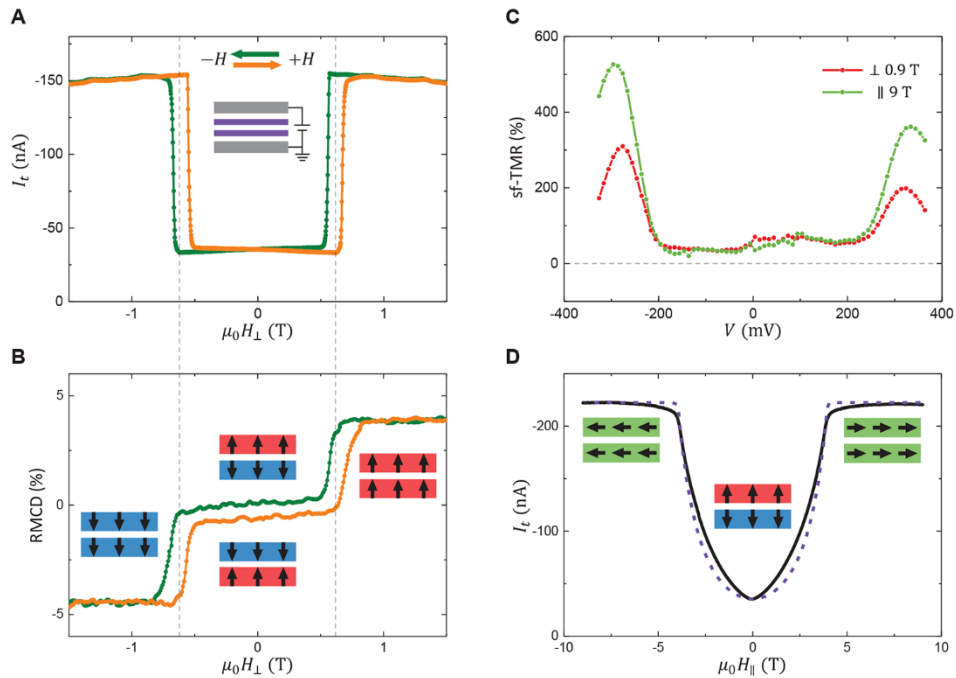 A
−H +H
-150
-100
-50
0
I_t (nA)
-1 0 1
μ₀H⊥ (T)
B
5
0
-5
RMCD (%)
-1 0 1
μ₀H⊥ (T)
C
600
400
200
0
sf-TMR (%)
⊥ 0.9 T
∥ 9 T
-400 -200 0 200 400
V (mV)
D
-200
-100
-0
I_t (nA)
-10 -5 0 5 10
μ₀H∥ (T)